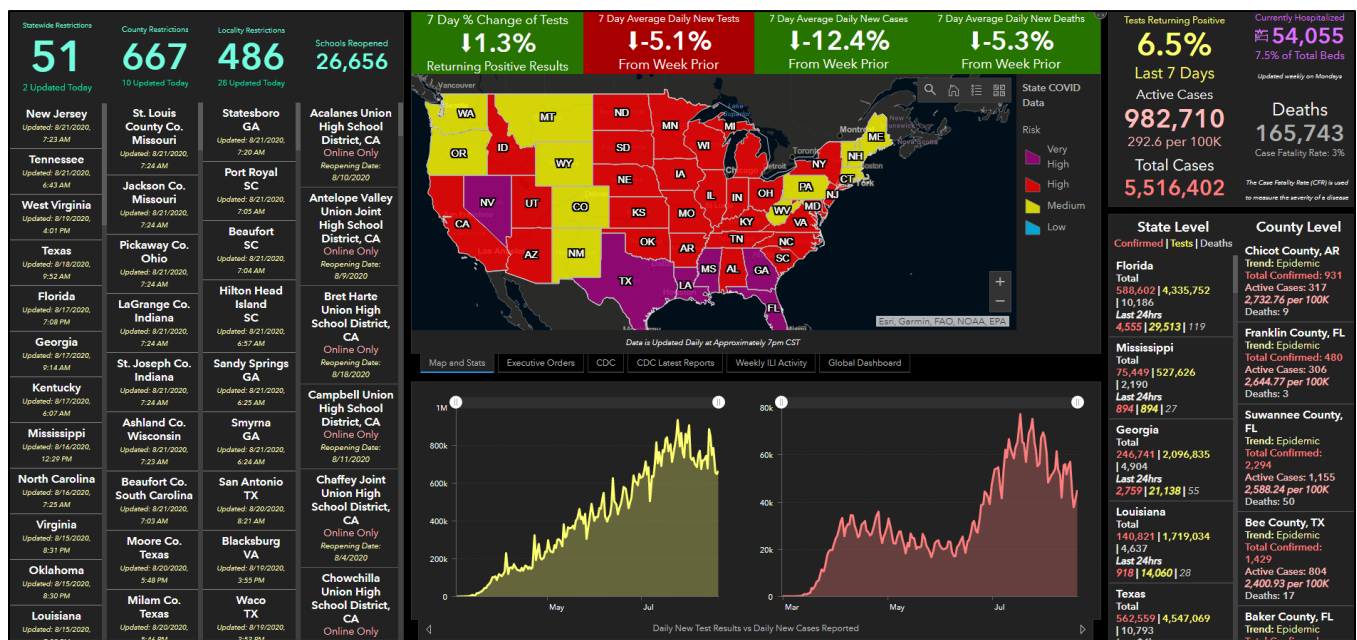 Statewide Restrictions
51
2 Updated Today
New Jersey
Updated: 8/21/2020,
7:23 AM
Tennessee
Updated: 8/21/2020,
6:43 AM
West Virginia
Updated: 8/19/2020,
4:01 PM
Texas
Updated: 8/18/2020,
9:52 AM
Florida
Updated: 8/17/2020,
7:08 PM
Georgia
Updated: 8/17/2020,
9:14 AM
Kentucky
Updated: 8/17/2020,
6:07 AM
Mississippi
Updated: 8/16/2020,
12:29 PM
North Carolina
Updated: 8/16/2020,
7:25 AM
Virginia
Updated: 8/15/2020,
8:31 PM
Oklahoma
Updated: 8/15/2020,
8:30 PM
Louisiana
Updated: 8/15/2020,
County Restrictions
667
10 Updated Today
St. Louis
County Co.
Missouri
Updated: 8/21/2020,
7:24 AM
Jackson Co.
Missouri
Updated: 8/21/2020,
7:24 AM
Pickaway Co.
Ohio
Updated: 8/21/2020,
7:24 AM
LaGrange Co.
Indiana
Updated: 8/21/2020,
7:24 AM
St. Joseph Co.
Indiana
Updated: 8/21/2020,
7:24 AM
Ashland Co.
Wisconsin
Updated: 8/21/2020,
7:23 AM
Beaufort Co.
South Carolina
Updated: 8/21/2020,
7:03 AM
Moore Co.
Texas
Updated: 8/20/2020,
5:48 PM
Milam Co.
Texas
Updated: 8/20/2020,
5:46 PM
Locality Restrictions
486
28 Updated Today
Statesboro
GA
Updated: 8/21/2020,
7:20 AM
Port Royal
SC
Updated: 8/21/2020,
7:05 AM
Beaufort
SC
Updated: 8/21/2020,
7:04 AM
Hilton Head
Island
SC
Updated: 8/21/2020,
6:57 AM
Sandy Springs
GA
Updated: 8/21/2020,
6:25 AM
Smyrna
GA
Updated: 8/21/2020,
6:24 AM
San Antonio
TX
Updated: 8/20/2020,
8:21 AM
Blacksburg
VA
Updated: 8/19/2020,
3:55 PM
Waco
TX
Updated: 8/19/2020,
3:53 PM
Schools Reopened
26,656
Acalanes Union
High School
District, CA
Online Only
Reopening Date:
8/10/2020
Antelope Valley
Union Joint
High School
District, CA
Online Only
Reopening Date:
8/9/2020
Bret Harte
Union High
School District,
CA
Online Only
Reopening Date:
8/18/2020
Campbell Union
High School
District, CA
Online Only
Reopening Date:
8/11/2020
Chaffey Joint
Union High
School District,
CA
Online Only
Reopening Date:
8/4/2020
Chowchilla
Union High
School District,
CA
Online Only
7 Day % Change of Tests
⬇1.3%
Returning Positive Results
7 Day Average Daily New Tests
⬇-5.1%
From Week Prior
7 Day Average Daily New Cases
⬇-12.4%
From Week Prior
7 Day Average Daily New Deaths
⬇-5.3%
From Week Prior
Vancouver
WA
MT
ND
MN
MI
Lake
Superior
Montreal
ME
OR
ID
WY
SD
WI
Toronto
NY
NH
CT
NV
UT
CO
NE
IA
IL
IN
OH
PA
NJ
CA
KS
MO
KY
WV
MD
VA
AZ
NM
OK
AR
TN
NC
SC
TX
LA
MS
AL
GA
FL
State COVID
Data
Risk
Very
High
High
Medium
Low
+
−
Esri, Garmin, FAO, NOAA, EPA
Data is Updated Daily at Approximately 7pm CST
Map and Stats
Executive Orders
CDC
CDC Latest Reports
Weekly ILI Activity
Global Dashboard
1M
800k
600k
400k
200k
0
May
Jul
80k
60k
40k
20k
0
Mar
May
Jul
Daily New Test Results vs Daily New Cases Reported
Tests Returning Positive
6.5%
Last 7 Days
Active Cases
982,710
292.6 per 100K
Total Cases
5,516,402
Currently Hospitalized
54,055
7.5% of Total Beds
Updated weekly on Mondays
Deaths
165,743
Case Fatality Rate: 3%
The Case Fatality Rate (CFR) is used
to measure the severity of a disease
State Level
Confirmed | Tests | Deaths
Florida
Total
588,602 | 4,335,752
| 10,186
Last 24hrs
4,555 | 29,513 | 119
Mississippi
Total
75,449 | 527,626
| 2,190
Last 24hrs
894 | 894 | 27
Georgia
Total
246,741 | 2,096,835
| 4,904
Last 24hrs
2,759 | 21,138 | 55
Louisiana
Total
140,821 | 1,719,034
| 4,637
Last 24hrs
918 | 14,060 | 28
Texas
Total
562,559 | 4,547,069
| 10,793
County Level
Chicot County, AR
Trend: Epidemic
Total Confirmed: 931
Active Cases: 317
2,732.76 per 100K
Deaths: 9
Franklin County, FL
Trend: Epidemic
Total Confirmed: 480
Active Cases: 306
2,644.77 per 100K
Deaths: 3
Suwannee County,
FL
Trend: Epidemic
Total Confirmed:
2,294
Active Cases: 1,155
2,588.24 per 100K
Deaths: 50
Bee County, TX
Trend: Epidemic
Total Confirmed:
1,429
Active Cases: 804
2,400.93 per 100K
Deaths: 17
Baker County, FL
Trend: Epidemic